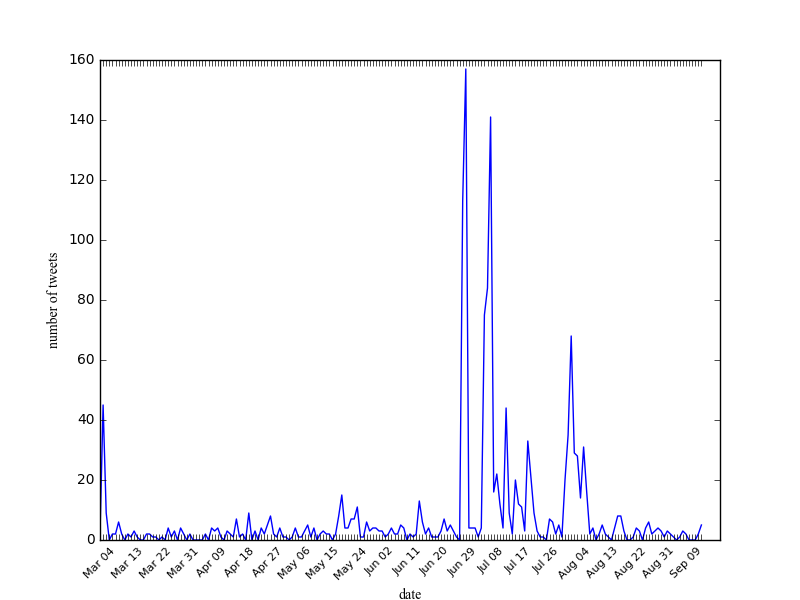 160
140
120
100
80
60
40
20
0
number of tweets
Mar 04
Mar 13
Mar 22
Mar 31
Apr 09
Apr 18
Apr 27
May 06
May 15
May 24
Jun 02
Jun 11
Jun 20
Jun 29
Jul 08
Jul 17
Jul 26
Aug 04
Aug 13
Aug 22
Aug 31
Sep 09
date